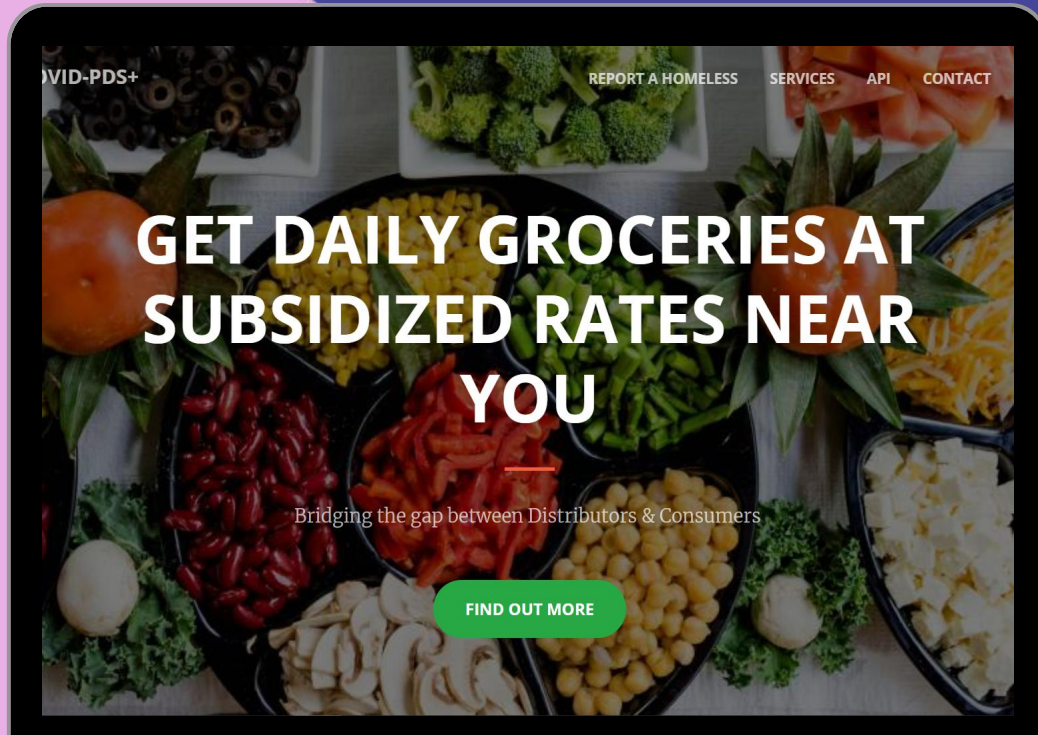 OVID-PDS+
REPORT A HOMELESS SERVICES API CONTACT
GET DAILY GROCERIES AT
SUBSIDIZED RATES NEAR
YOU
Bridging the gap between Distributors & Consumers
FIND OUT MORE